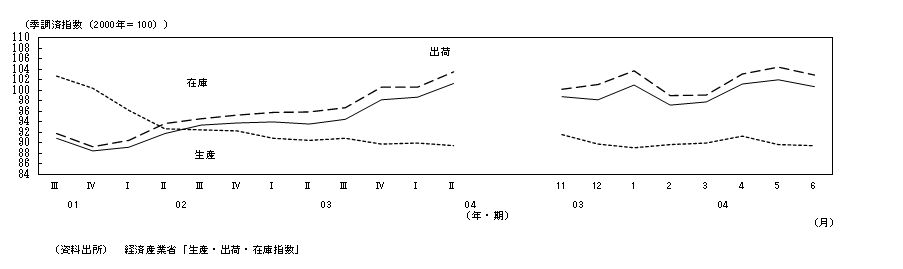 (季調済指数（2000年＝100）)
110
108
106
104
102
100
98
96
94
92
90
88
86
84
出荷
在庫
生産
Ⅲ Ⅳ Ⅰ Ⅱ Ⅲ Ⅳ Ⅰ Ⅱ Ⅲ Ⅳ Ⅰ Ⅱ 11 12 1 2 3 4 5 6
01 02 03 04 03 04
(年・期)
(月)
（資料出所） 経済産業省「生産・出荷・在庫指数」